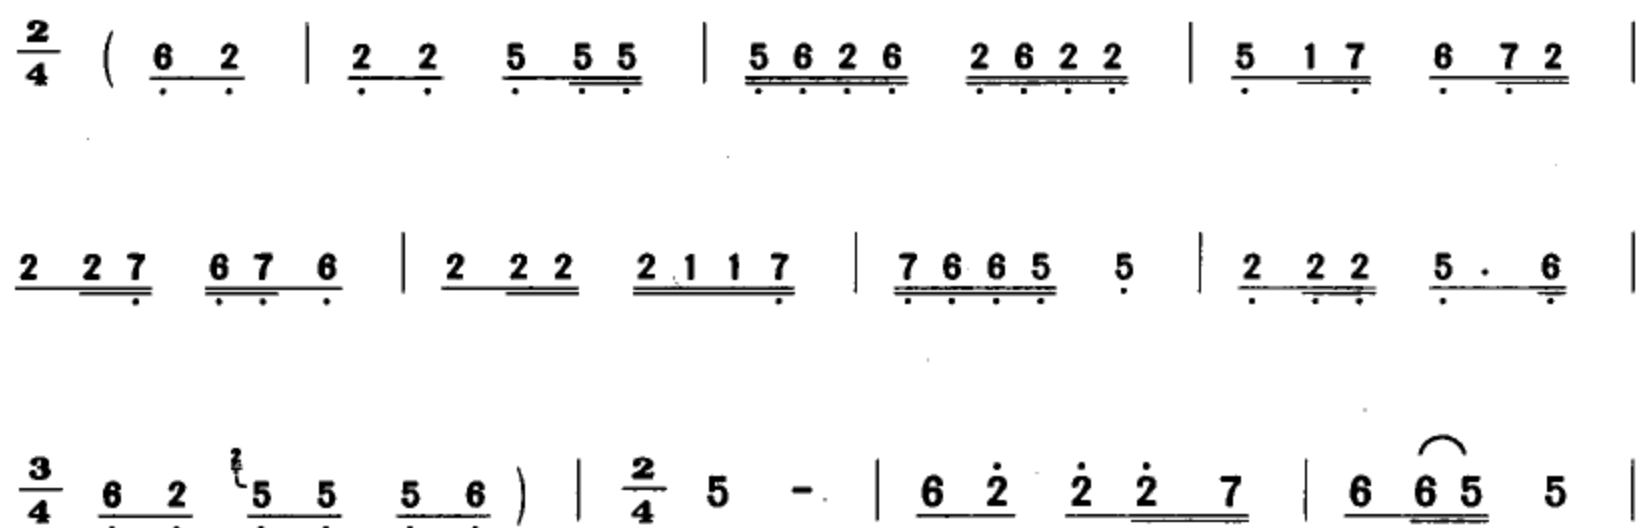 2/4 ( 6̣ 2̣ | 2̣ 2̣ 5̣ 5̣ 5̣ | 5̣ 6̣ 2̣ 6̣ 2̣ 6̣ 2̣ 2̣ | 5̣ 1 7̣ 6̣ 7̣ 2 |
2 2 7̣ 6̣ 7̣ 6̣ | 2 2 2 2 1 1 7̣ | 7̣ 6̣ 6̣ 5̣ 5̣ | 2̣ 2̣ 2̣ 5̣ · 6̣ |
3/4 6̣ 2̣ 2 5̣ 5̣ 5̣ 6̣ ) | 2/4 5 - | 6 2̇ 2̇ 2̇ 7 | 6 6 5 5 |